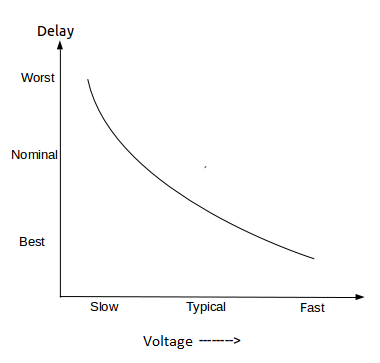 Delay
Worst
Nominal
Best
Slow Typical Fast
Voltage -------->